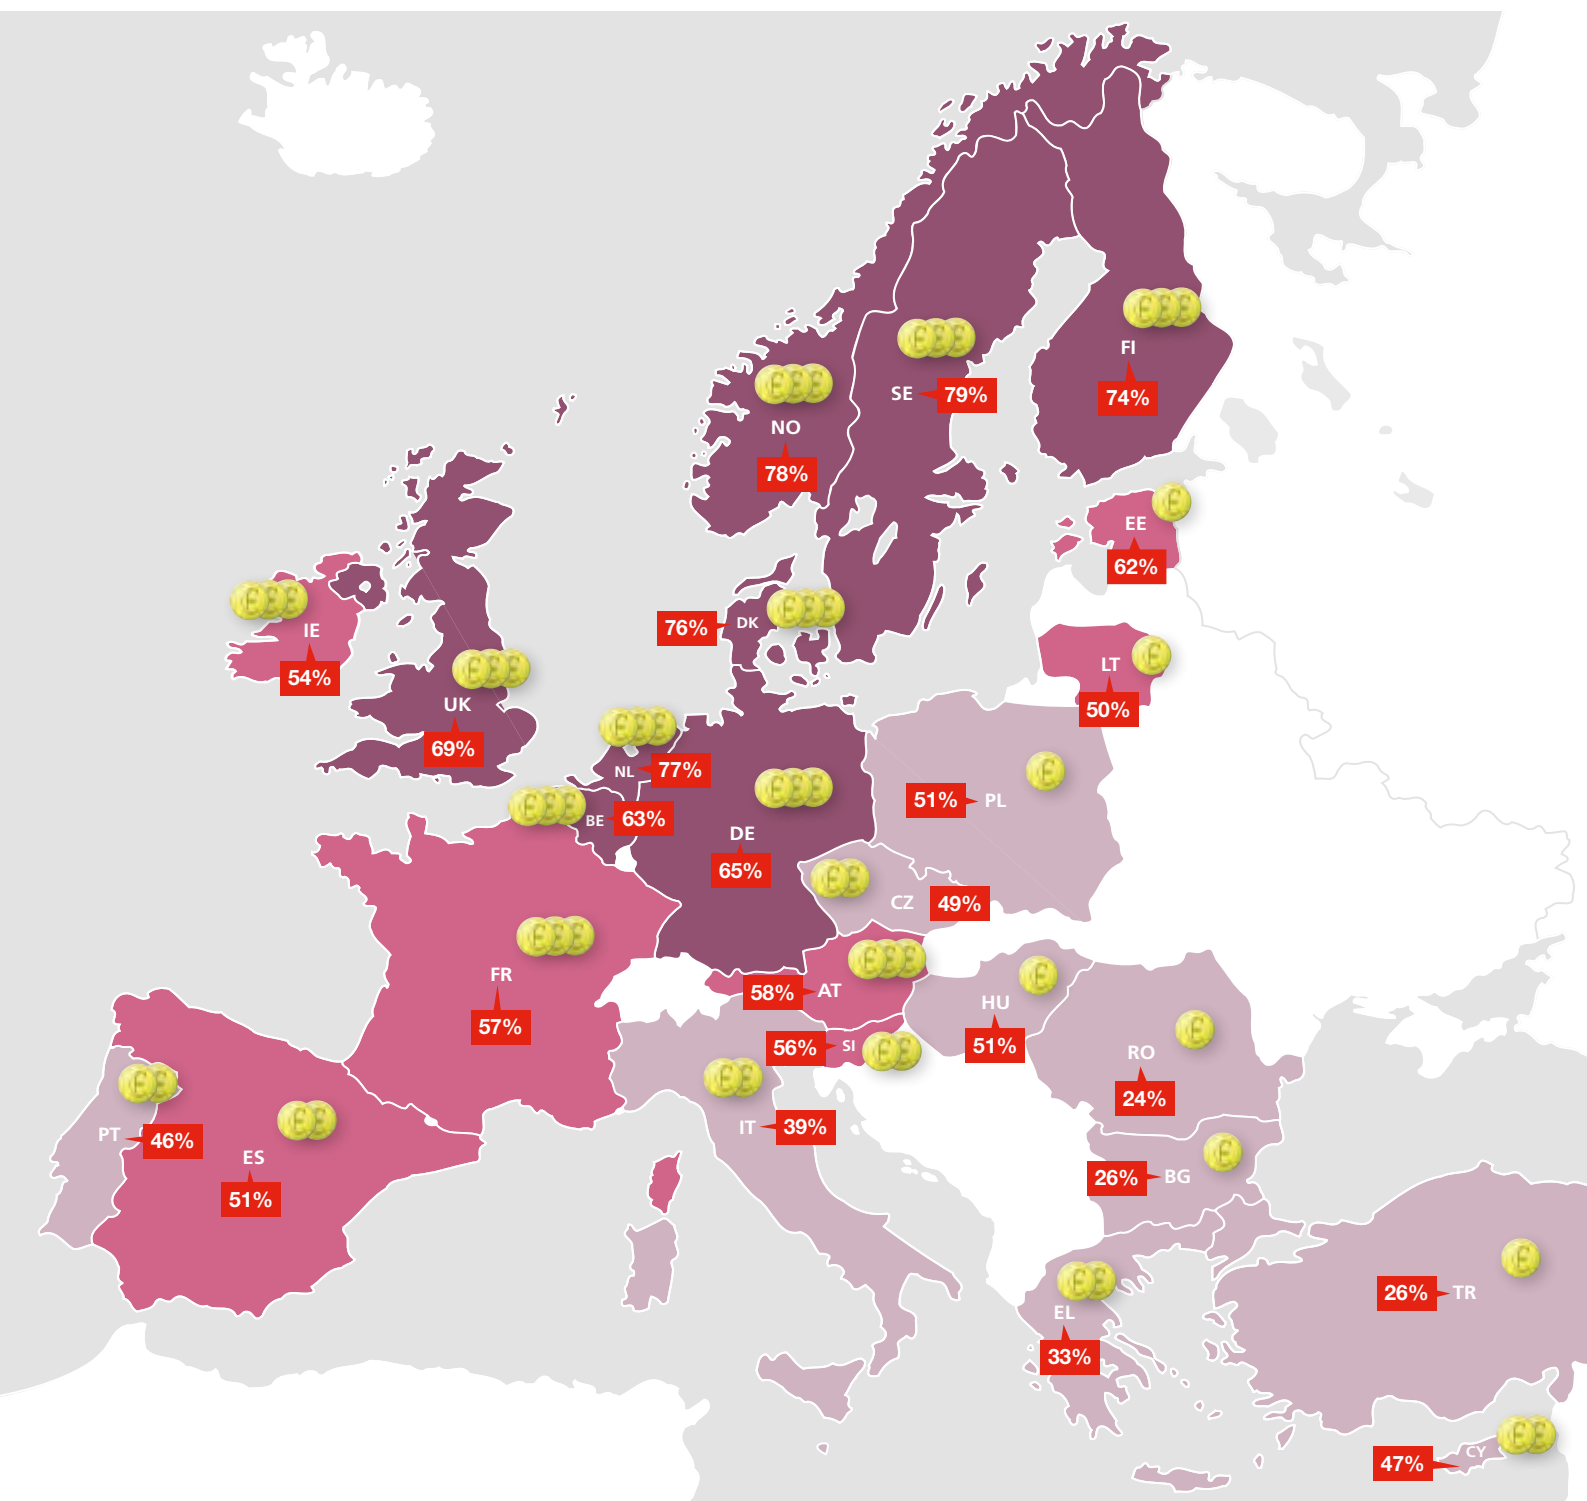 FI
74%
SE
79%
NO
78%
EE
62%
IE
54%
DK
76%
LT
50%
UK
69%
NL
77%
BE
63%
DE
65%
PL
51%
CZ
49%
FR
57%
AT
58%
HU
51%
SI
56%
RO
24%
PT
46%
ES
51%
IT
39%
BG
26%
EL
33%
TR
26%
CY
47%